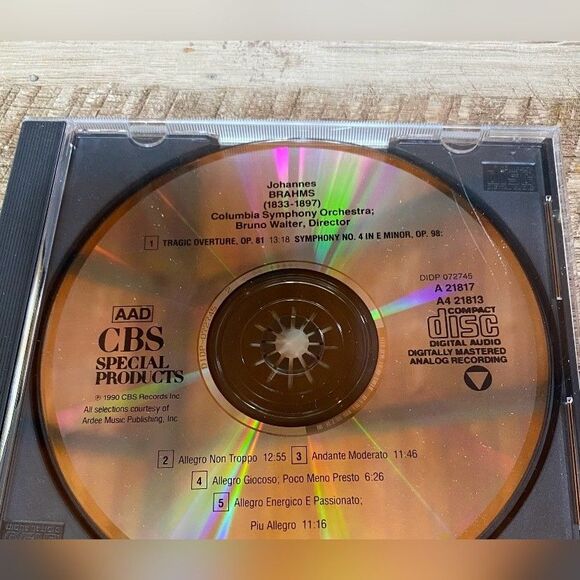 Johannes
BRAHMS
(1833-1897)
Columbia Symphony Orchestra;
Bruno Walter, Director
1 TRAGIC OVERTURE, OP. 81 13:18 SYMPHONY NO. 4 IN E MINOR, OP. 98:
DIDP 072745
A 21817
A4 21813
COMPACT
disc
DIGITAL AUDIO
DIGITALLY MASTERED
ANALOG RECORDING
AAD
CBS
SPECIAL
PRODUCTS
℗ 1990 CBS Records Inc
All selections courtesy of
Ardee Music Publishing, Inc
2 Allegro Non Troppo 12:55 3 Andante Moderato 11:46
4 Allegro Giocoso, Poco Meno Presto 6:26
5 Allegro Energico E Passionato;
Piu Allegro 11:16